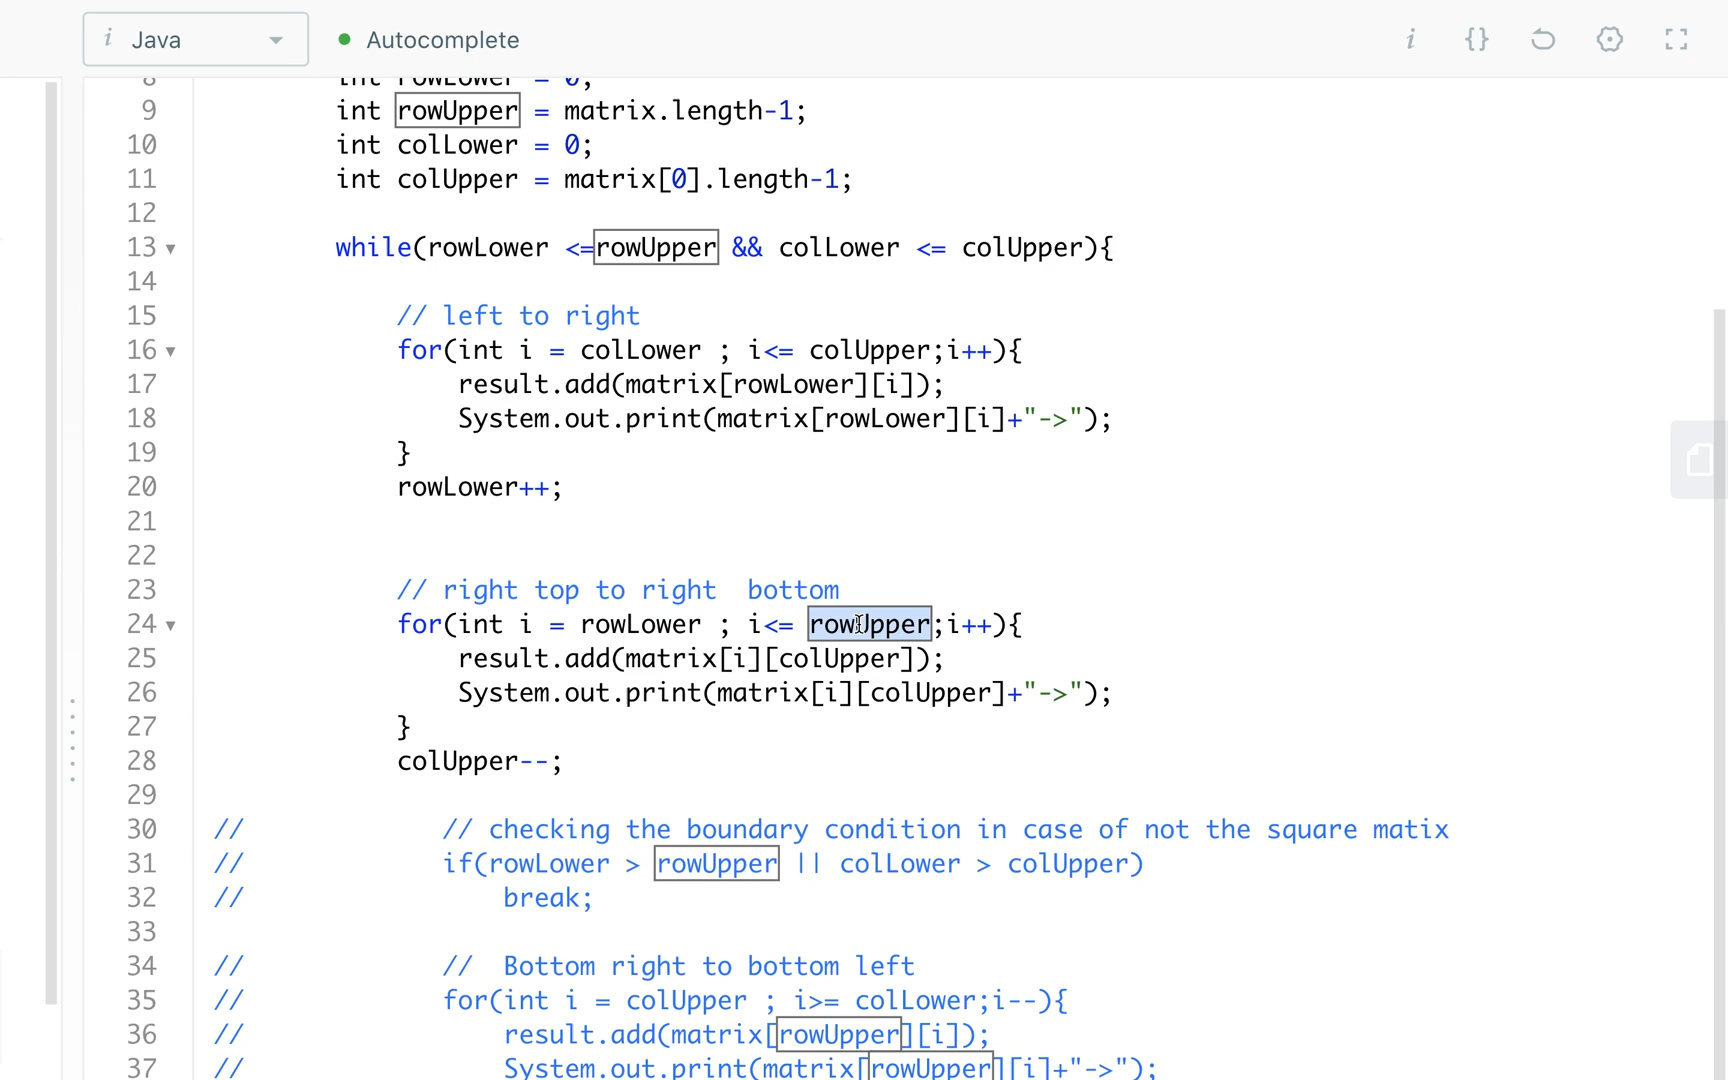 i Java
Autocomplete
i {}
8 int rowLower = 0;
9 int rowUpper = matrix.length-1;
10 int colLower = 0;
11 int colUpper = matrix[0].length-1;
12
13 while(rowLower <=rowUpper && colLower <= colUpper){
14
15 // left to right
16 for(int i = colLower ; i<= colUpper;i++){
17 result.add(matrix[rowLower][i]);
18 System.out.print(matrix[rowLower][i]+"->");
19 }
20 rowLower++;
21
22
23 // right top to right  bottom
24 for(int i = rowLower ; i<= rowUpper;i++){
25 result.add(matrix[i][colUpper]);
26 System.out.print(matrix[i][colUpper]+"->");
27 }
28 colUpper--;
29
30 // // checking the boundary condition in case of not the square matix
31 // if(rowLower > rowUpper || colLower > colUpper)
32 // break;
33
34 // //  Bottom right to bottom left
35 // for(int i = colUpper ; i>= colLower;i--){
36 // result.add(matrix[rowUpper][i]);
37 // System.out.print(matrix[rowUpper][i]+"->");